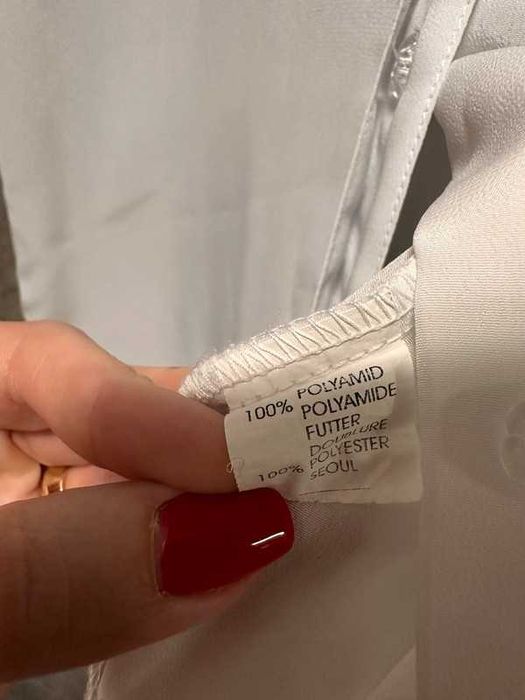 100% POLYAMID
POLYAMIDE
FUTTER
DOUBLURE
100% POLYESTER
SEOUL